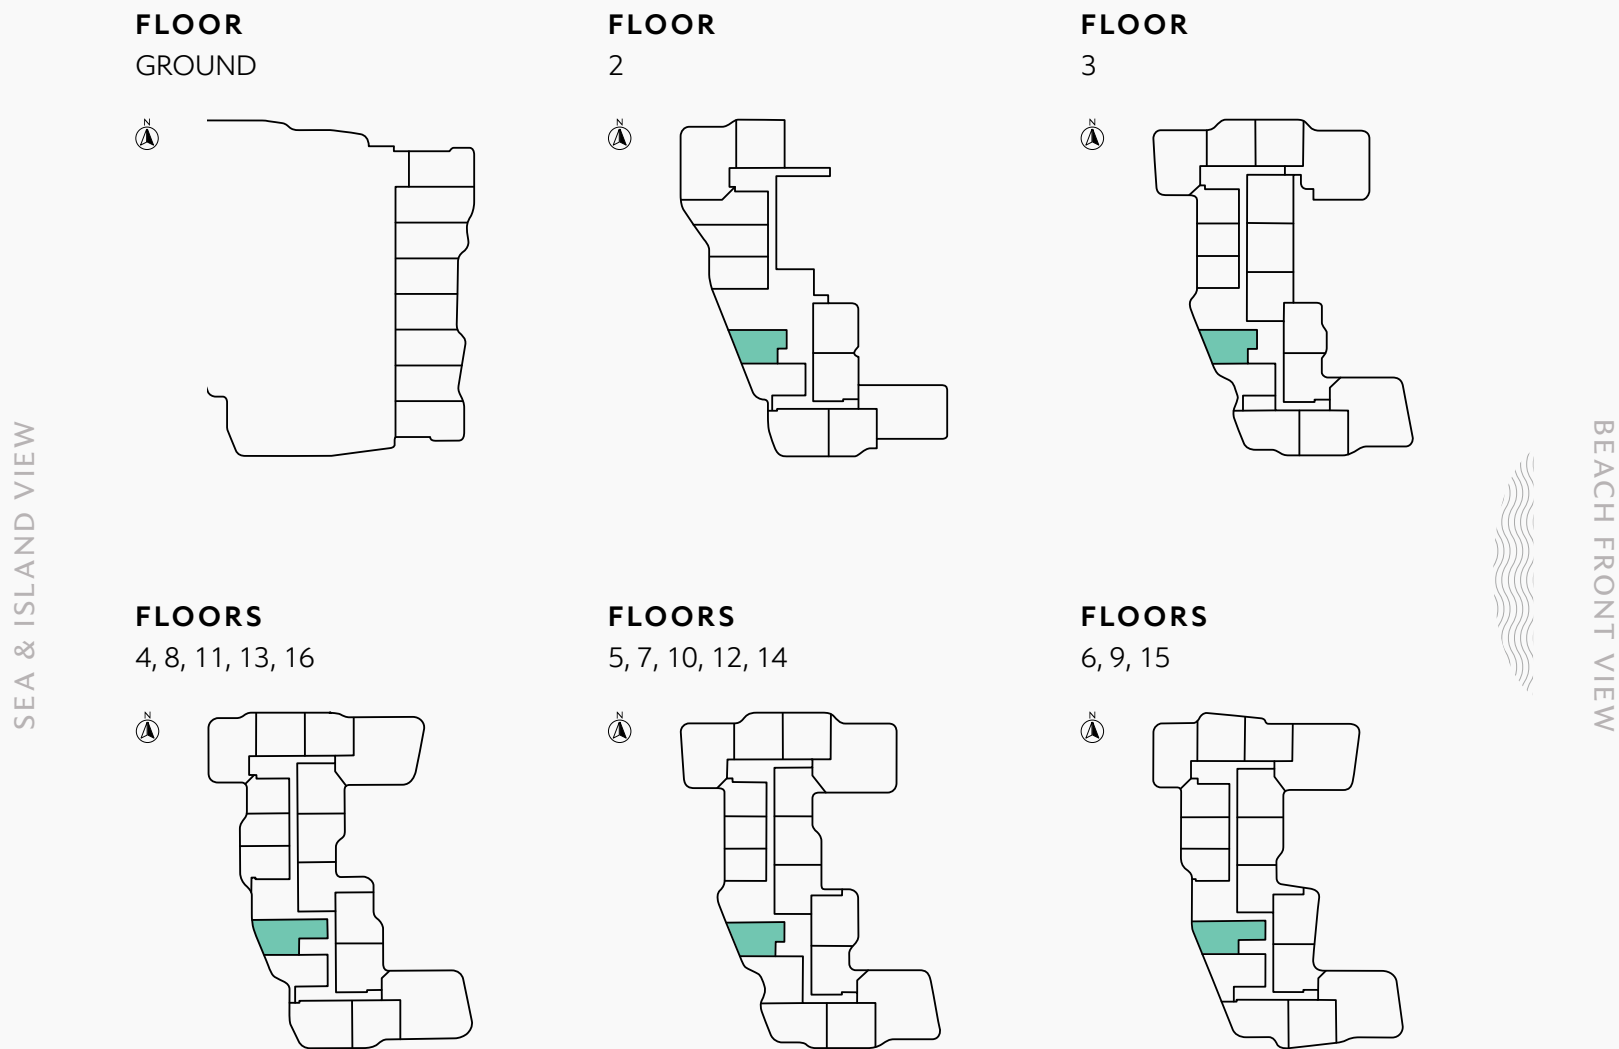 FLOOR
GROUND
N
FLOOR
2
N
FLOOR
3
N
SEA & ISLAND VIEW
BEACH FRONT VIEW
FLOORS
4, 8, 11, 13, 16
N
FLOORS
5, 7, 10, 12, 14
N
FLOORS
6, 9, 15
N